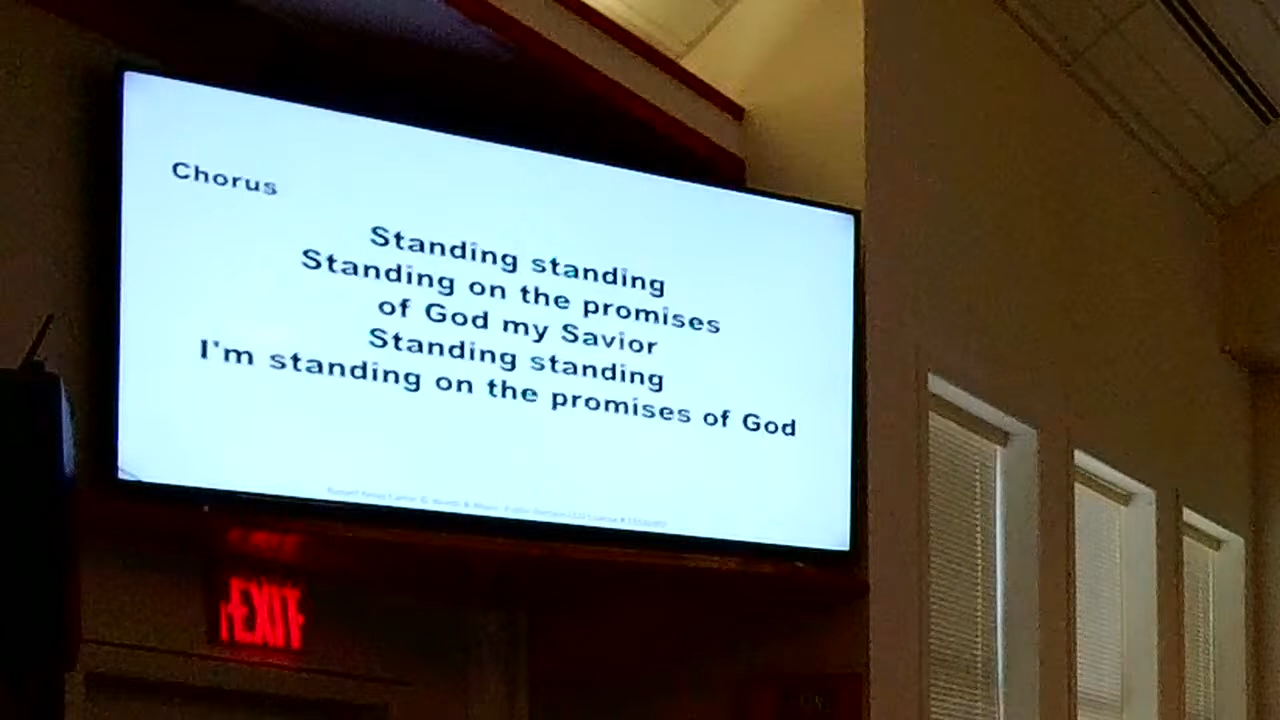 Chorus
Standing standing
Standing on the promises
of God my Savior
Standing standing
I'm standing on the promises of God
EXIT